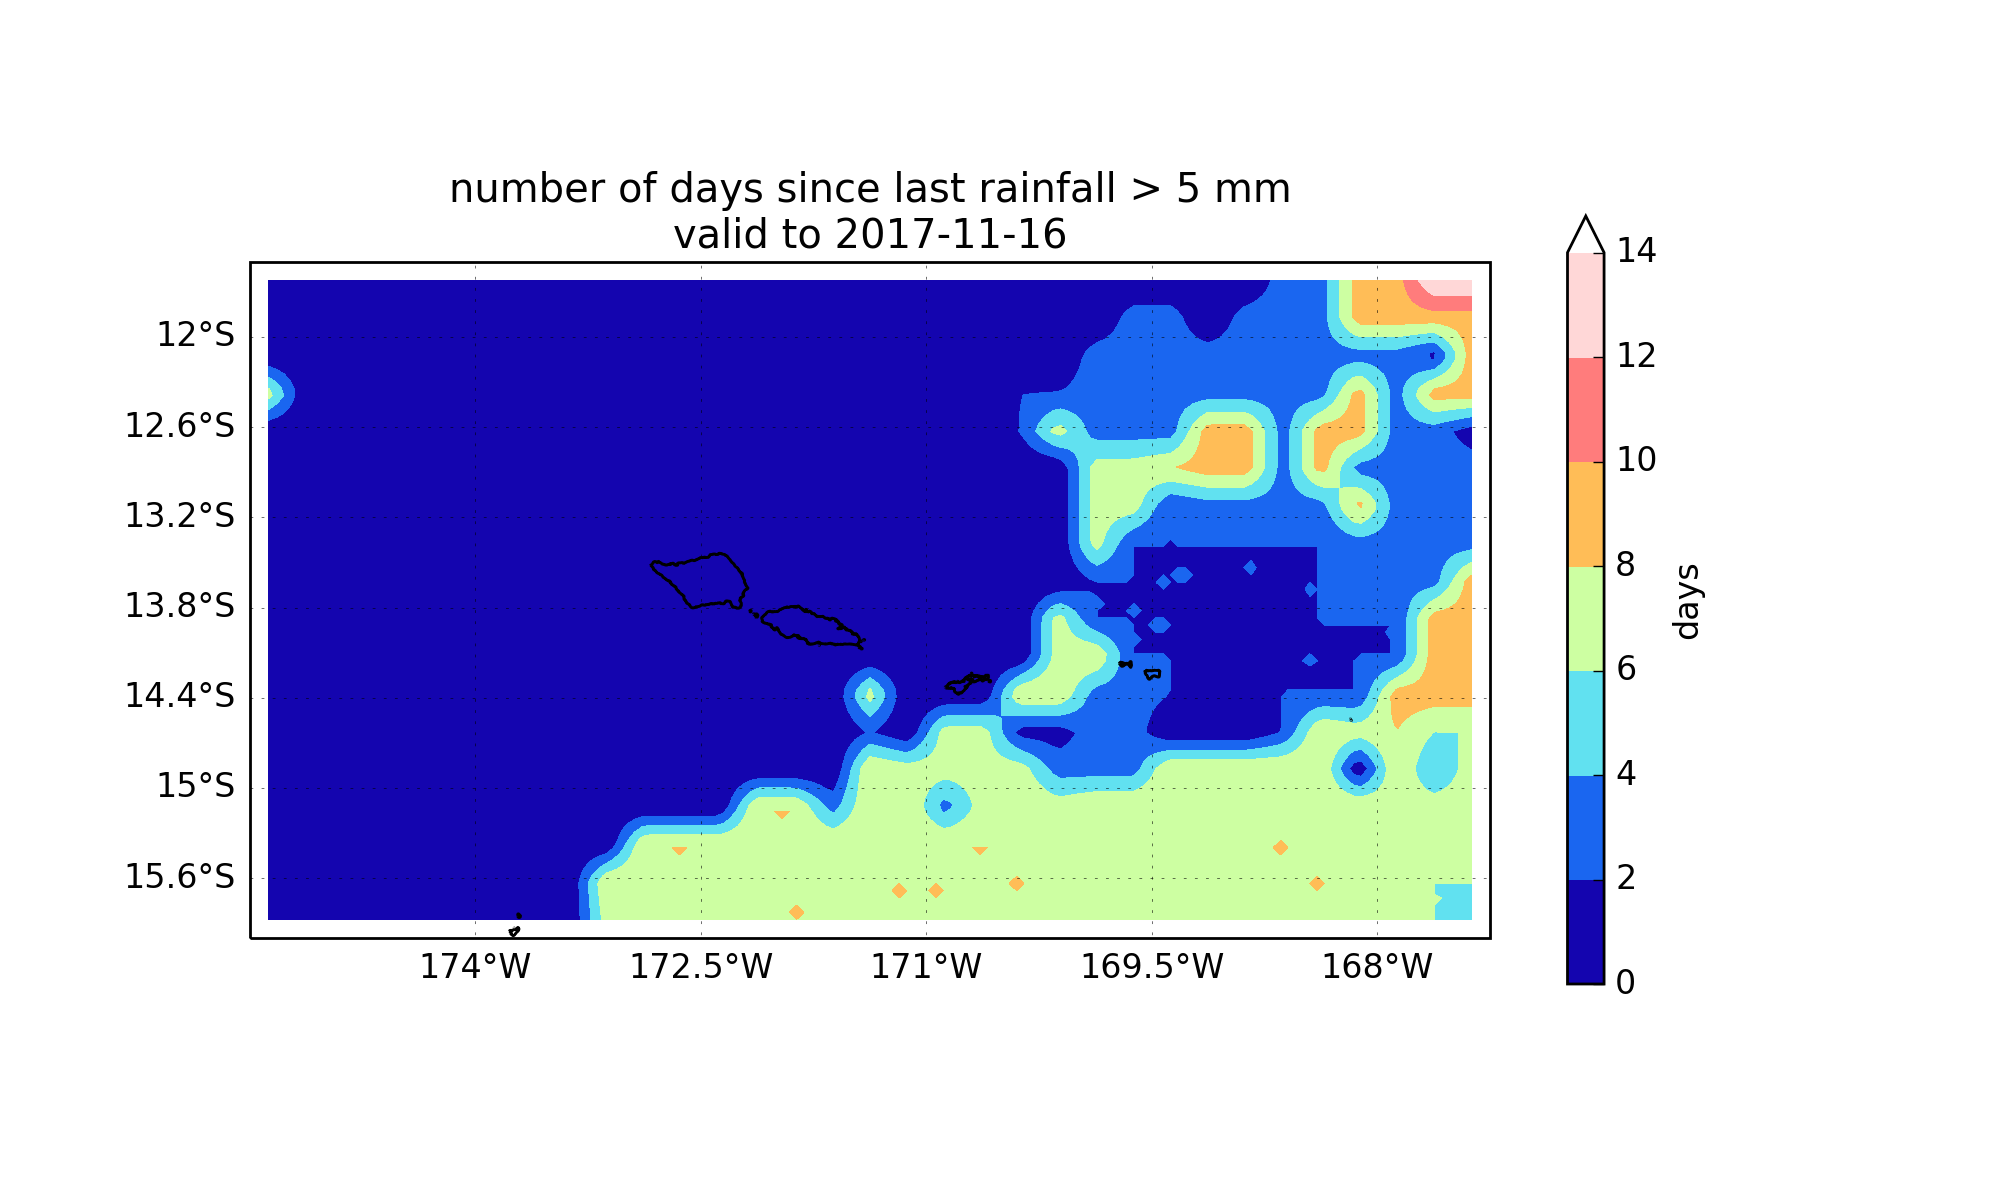 number of days since last rainfall > 5 mm
valid to 2017-11-16
12°S
12.6°S
13.2°S
13.8°S
14.4°S
15°S
15.6°S
174°W
172.5°W
171°W
169.5°W
168°W
14
12
10
8
6
4
2
0
days